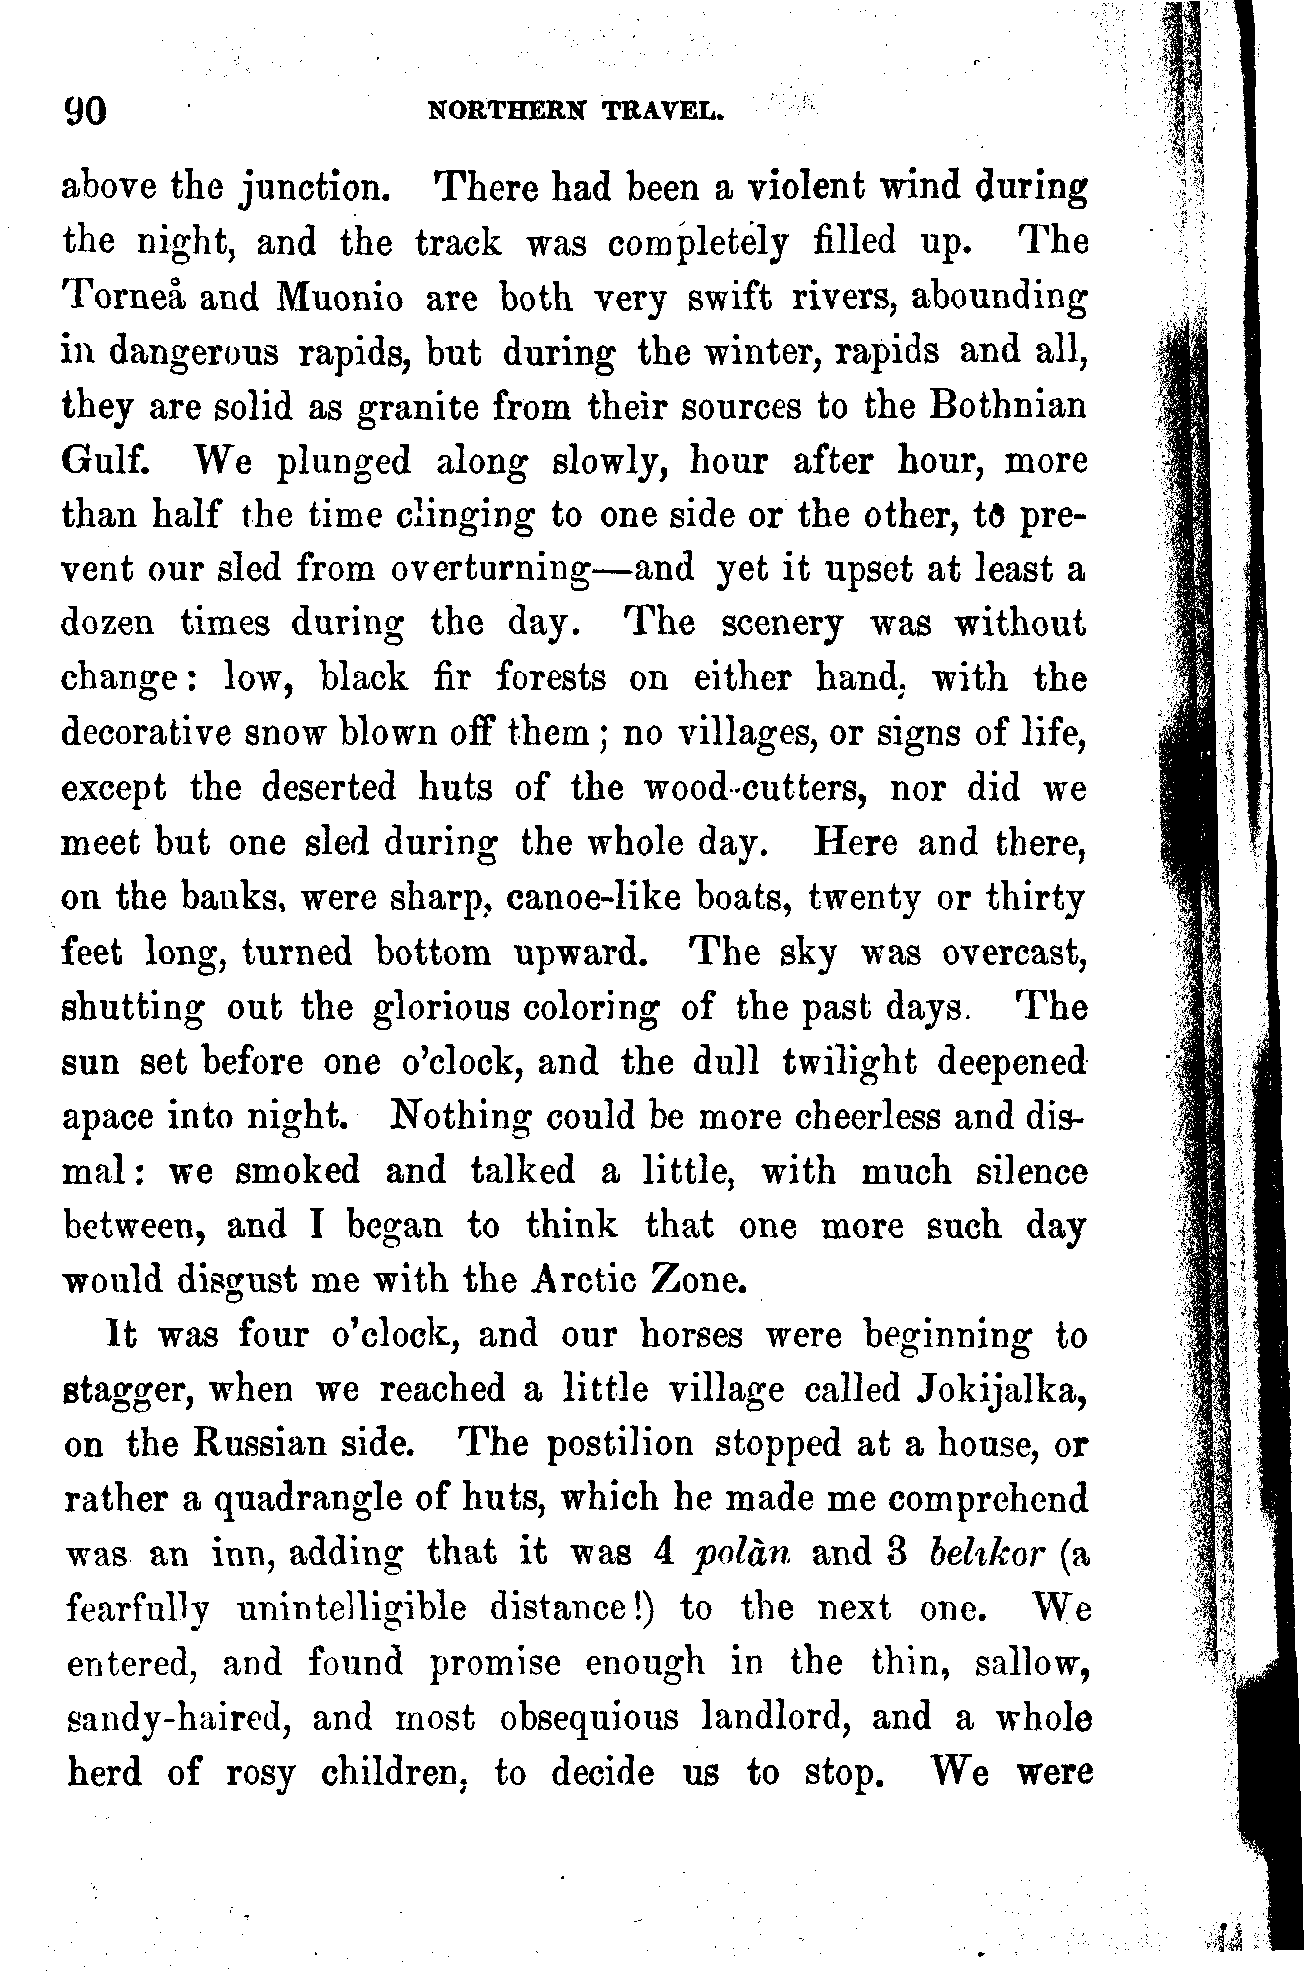 90 NORTHERN TRAVEL.
above the junction. There had been a violent wind during
the night, and the track was completely filled up. The
Torneå and Muonio are both very swift rivers, abounding
in dangerous rapids, but during the winter, rapids and all,
they are solid as granite from their sources to the Bothnian
Gulf. We plunged along slowly, hour after hour, more
than half the time clinging to one side or the other, to pre-
vent our sled from overturning—and yet it upset at least a
dozen times during the day. The scenery was without
change: low, black fir forests on either hand, with the
decorative snow blown off them; no villages, or signs of life,
except the deserted huts of the wood-cutters, nor did we
meet but one sled during the whole day. Here and there,
on the banks, were sharp, canoe-like boats, twenty or thirty
feet long, turned bottom upward. The sky was overcast,
shutting out the glorious coloring of the past days. The
sun set before one o'clock, and the dull twilight deepened
apace into night. Nothing could be more cheerless and dis-
mal: we smoked and talked a little, with much silence
between, and I began to think that one more such day
would disgust me with the Arctic Zone.
It was four o'clock, and our horses were beginning to
stagger, when we reached a little village called Jokijalka,
on the Russian side. The postilion stopped at a house, or
rather a quadrangle of huts, which he made me comprehend
was an inn, adding that it was 4 polàn and 3 belikor (a
fearfully unintelligible distance!) to the next one. We
entered, and found promise enough in the thin, sallow,
sandy-haired, and most obsequious landlord, and a whole
herd of rosy children, to decide us to stop. We were